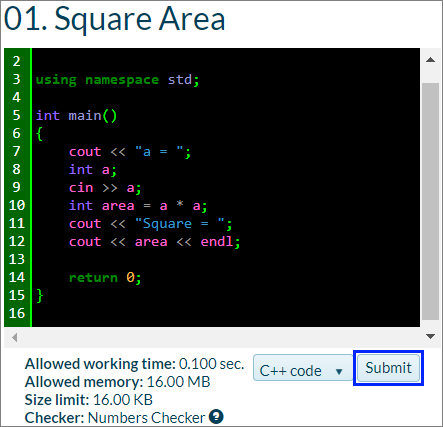 01. Square Area
2
3 using namespace std;
4
5 int main()
6 {
7     cout << "a = ";
8     int a;
9     cin >> a;
10     int area = a * a;
11     cout << "Square = ";
12     cout << area << endl;
13
14     return 0;
15 }
16
Allowed working time: 0.100 sec.
Allowed memory: 16.00 MB
Size limit: 16.00 KB
Checker: Numbers Checker ?
C++ code
Submit